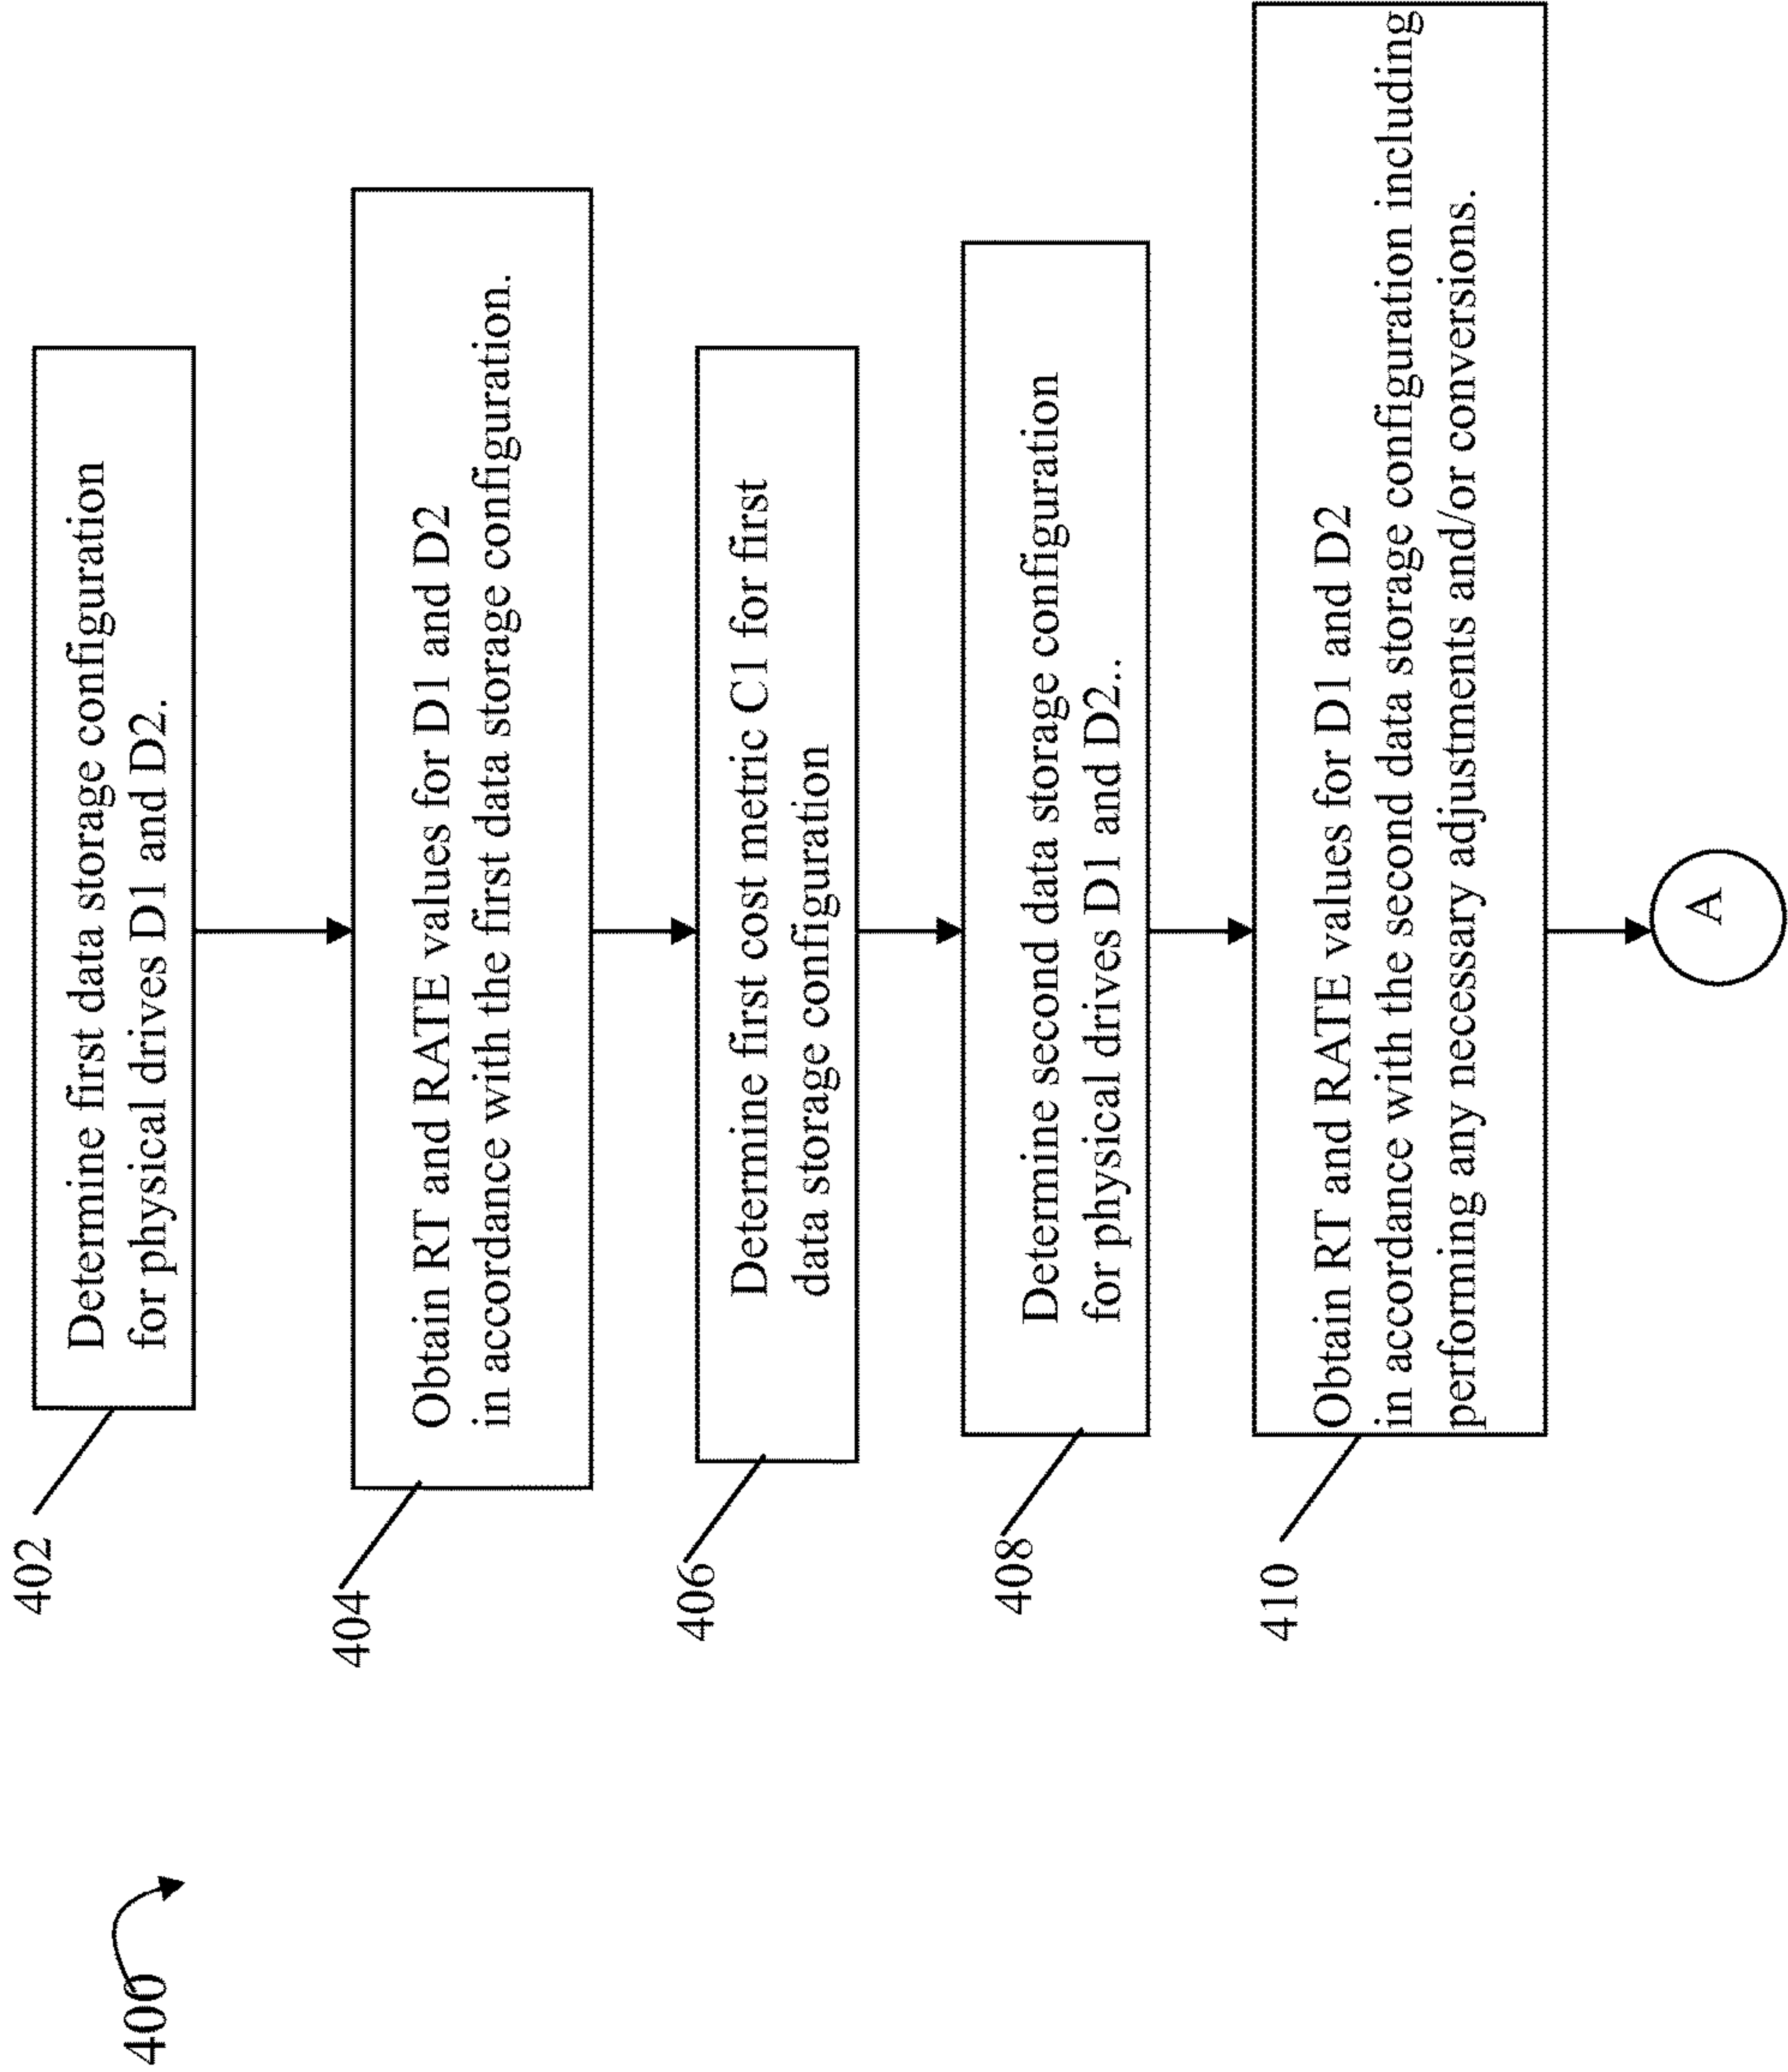 400
402
Determine first data storage configuration
for physical drives D1 and D2..
404
Obtain RT and RATE values for D1 and D2
in accordance with the first data storage configuration.
406
Determine first cost metric C1 for first
data storage configuration
408
Determine second data storage configuration
for physical drives D1 and D2..
410
Obtain RT and RATE values for D1 and D2
in accordance with the second data storage configuration including
performing any necessary adjustments and/or conversions.
A